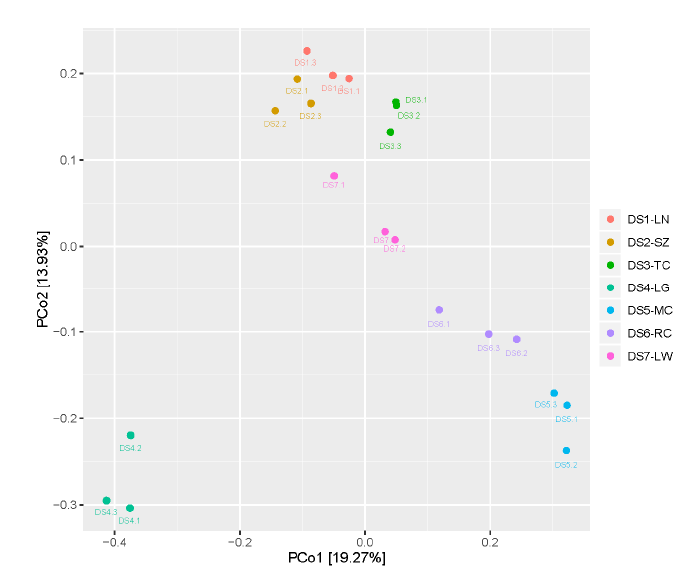 DS1.3
DS1.1
DS2.1
DS2.3
DS2.2
DS3.1
DS3.2
DS3.3
DS7.1
DS7
DS7.2
DS6.1
DS6.3
DS6.2
DS5.3
DS5.1
DS5.2
DS4.2
DS4.3
DS4.1
0.2
0.1
0.0
−0.1
−0.2
−0.3
−0.4
−0.2
0.0
0.2
PCo1 [19.27%]
PCo2 [13.93%]
DS1-LN
DS2-SZ
DS3-TC
DS4-LG
DS5-MC
DS6-RC
DS7-LW